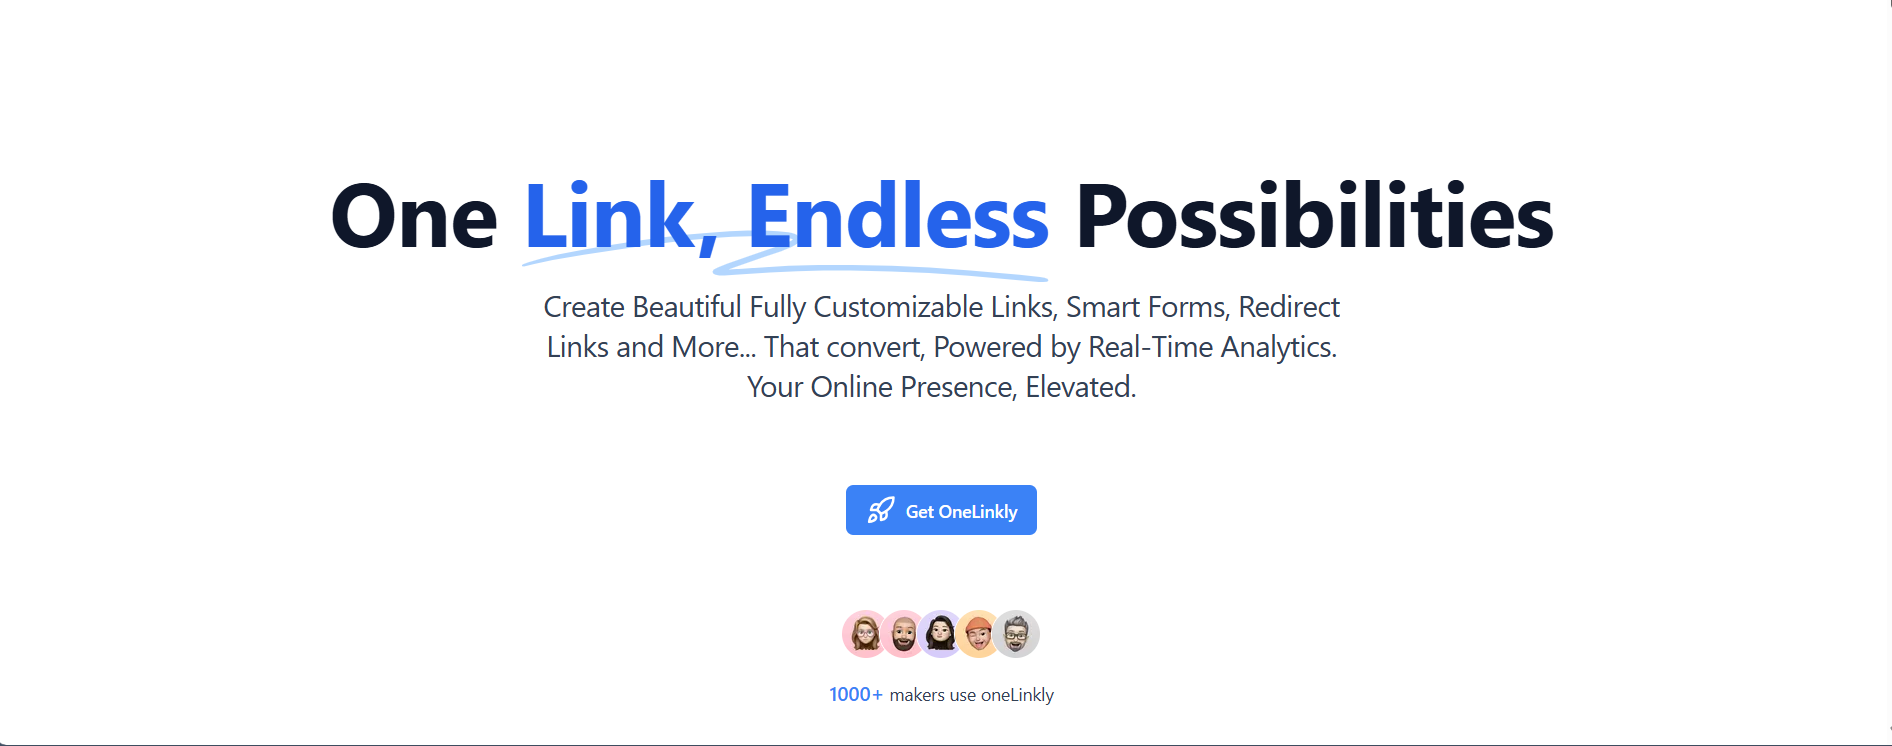 One Link, Endless Possibilities
Create Beautiful Fully Customizable Links, Smart Forms, Redirect
Links and More... That convert, Powered by Real-Time Analytics.
Your Online Presence, Elevated.
Get OneLinkly
1000+ makers use oneLinkly